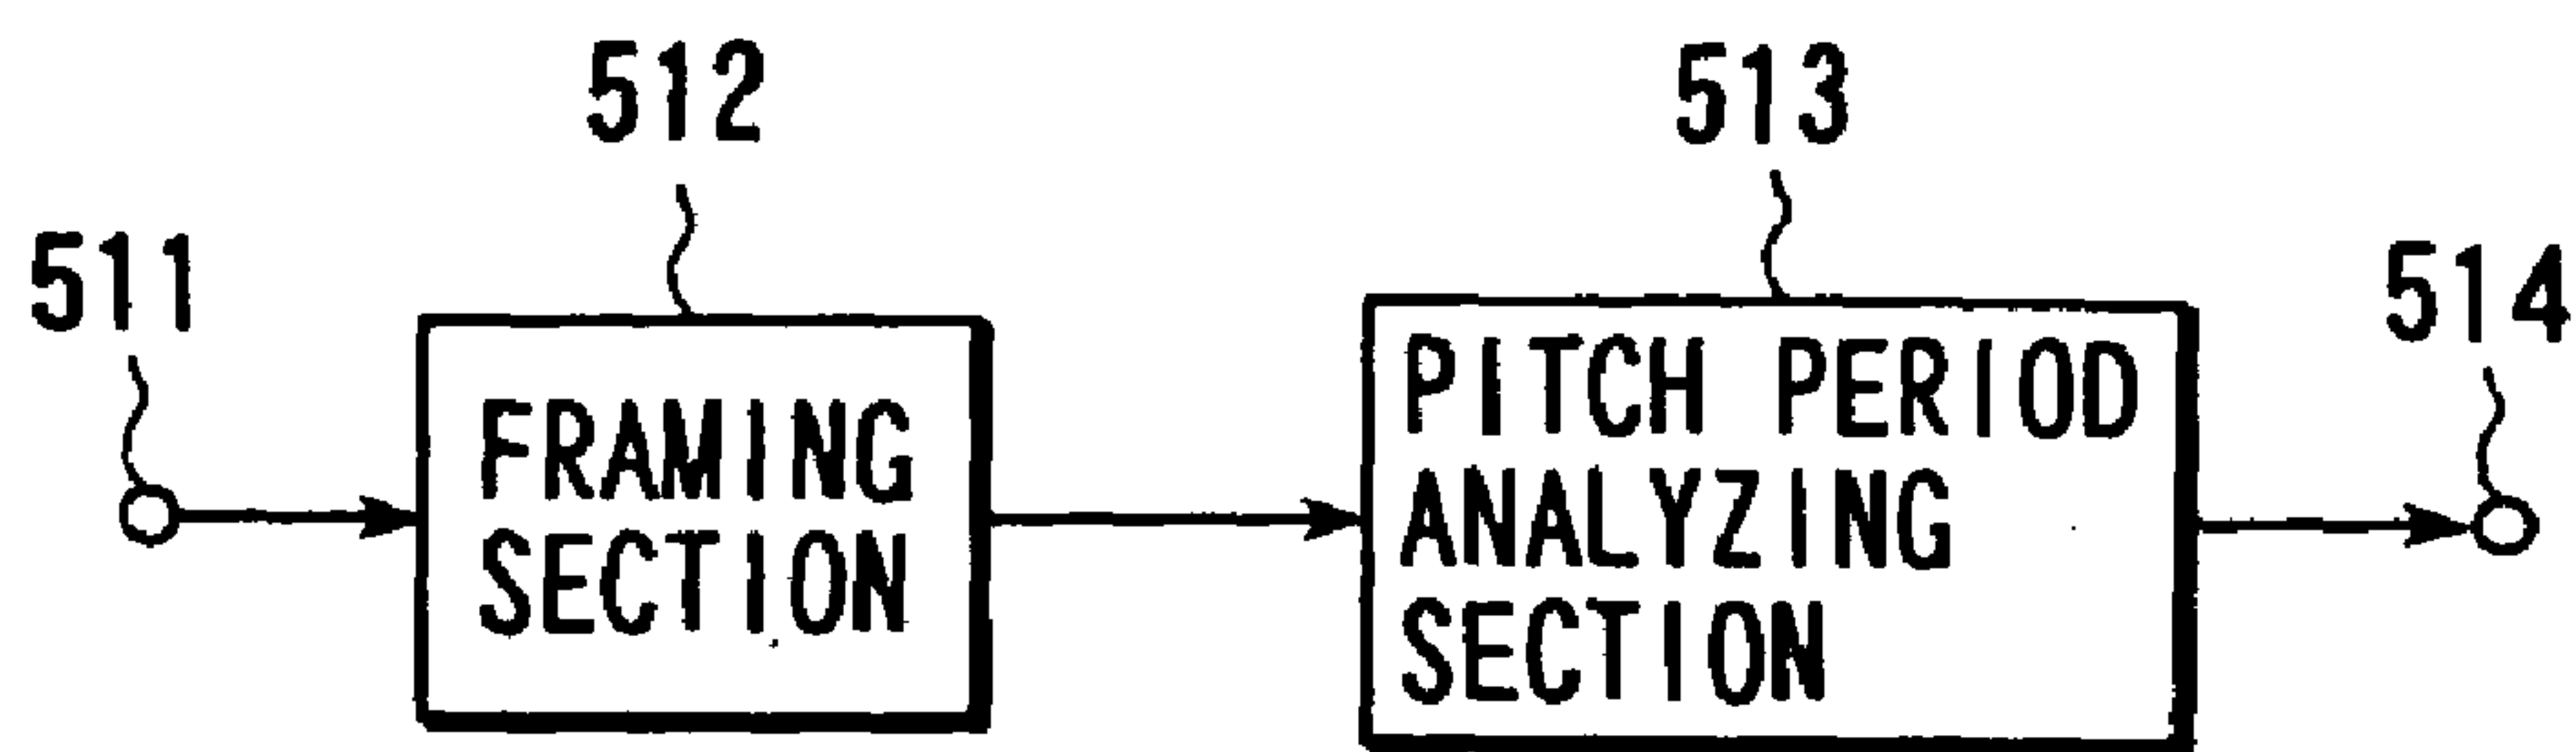 512
513
511
514
FRAMING
SECTION
PITCH PERIOD
ANALYZING
SECTION